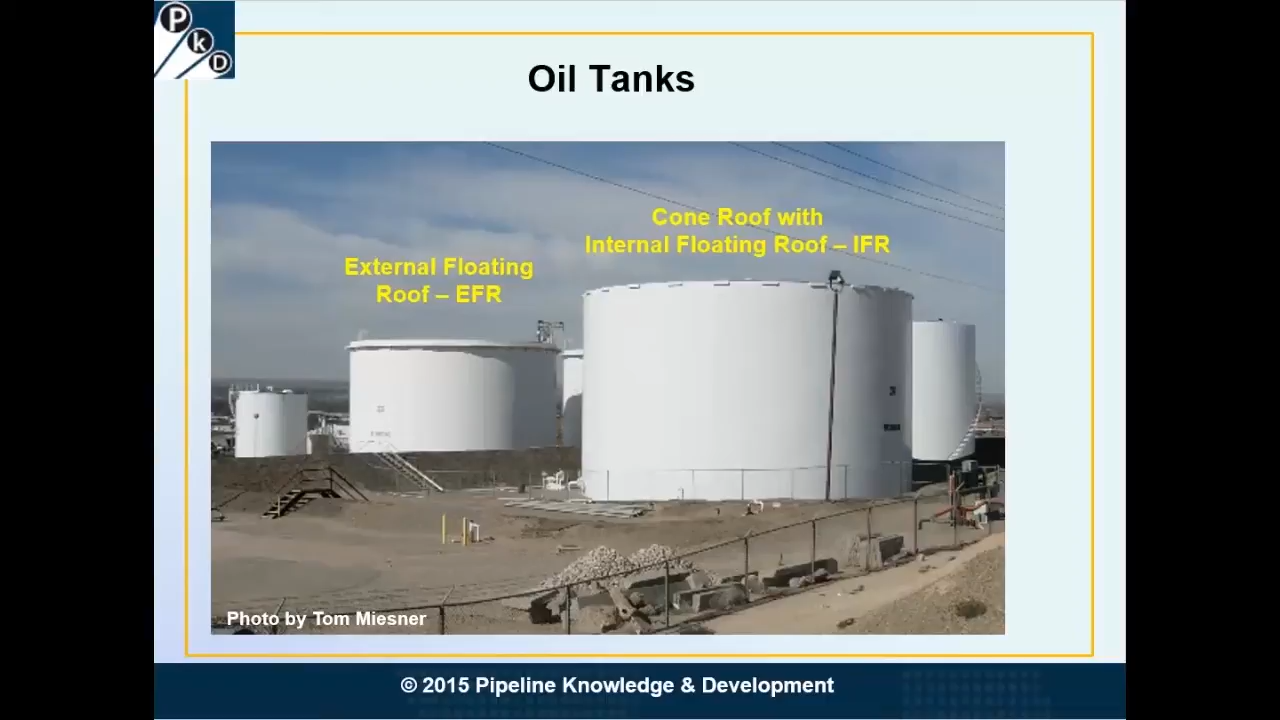 PkD
Oil Tanks
Cone Roof with
Internal Floating Roof – IFR
External Floating
Roof – EFR
Photo by Tom Miesner
© 2015 Pipeline Knowledge & Development